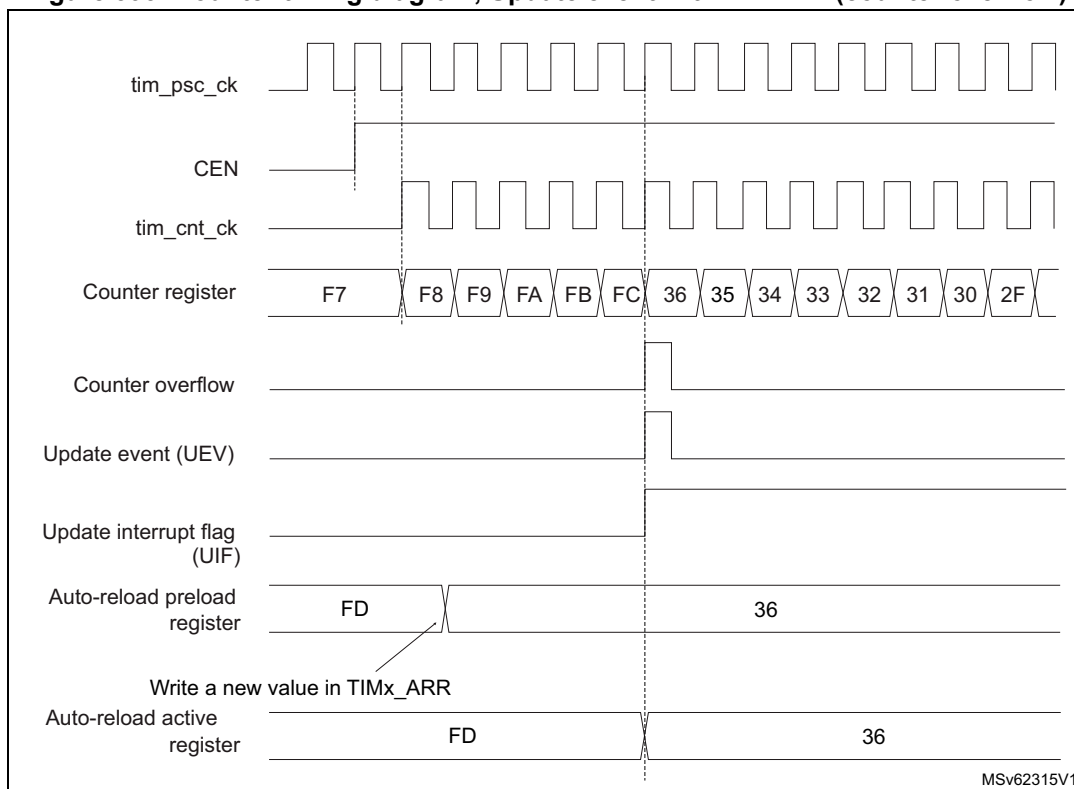 tim_psc_ck
CEN
tim_cnt_ck
Counter register
F7 F8 F9 FA FB FC 36 35 34 33 32 31 30 2F
Counter overflow
Update event (UEV)
Update interrupt flag
(UIF)
Auto-reload preload
register
FD 36
Write a new value in TIMx_ARR
Auto-reload active
register
FD 36
MSv62315V1